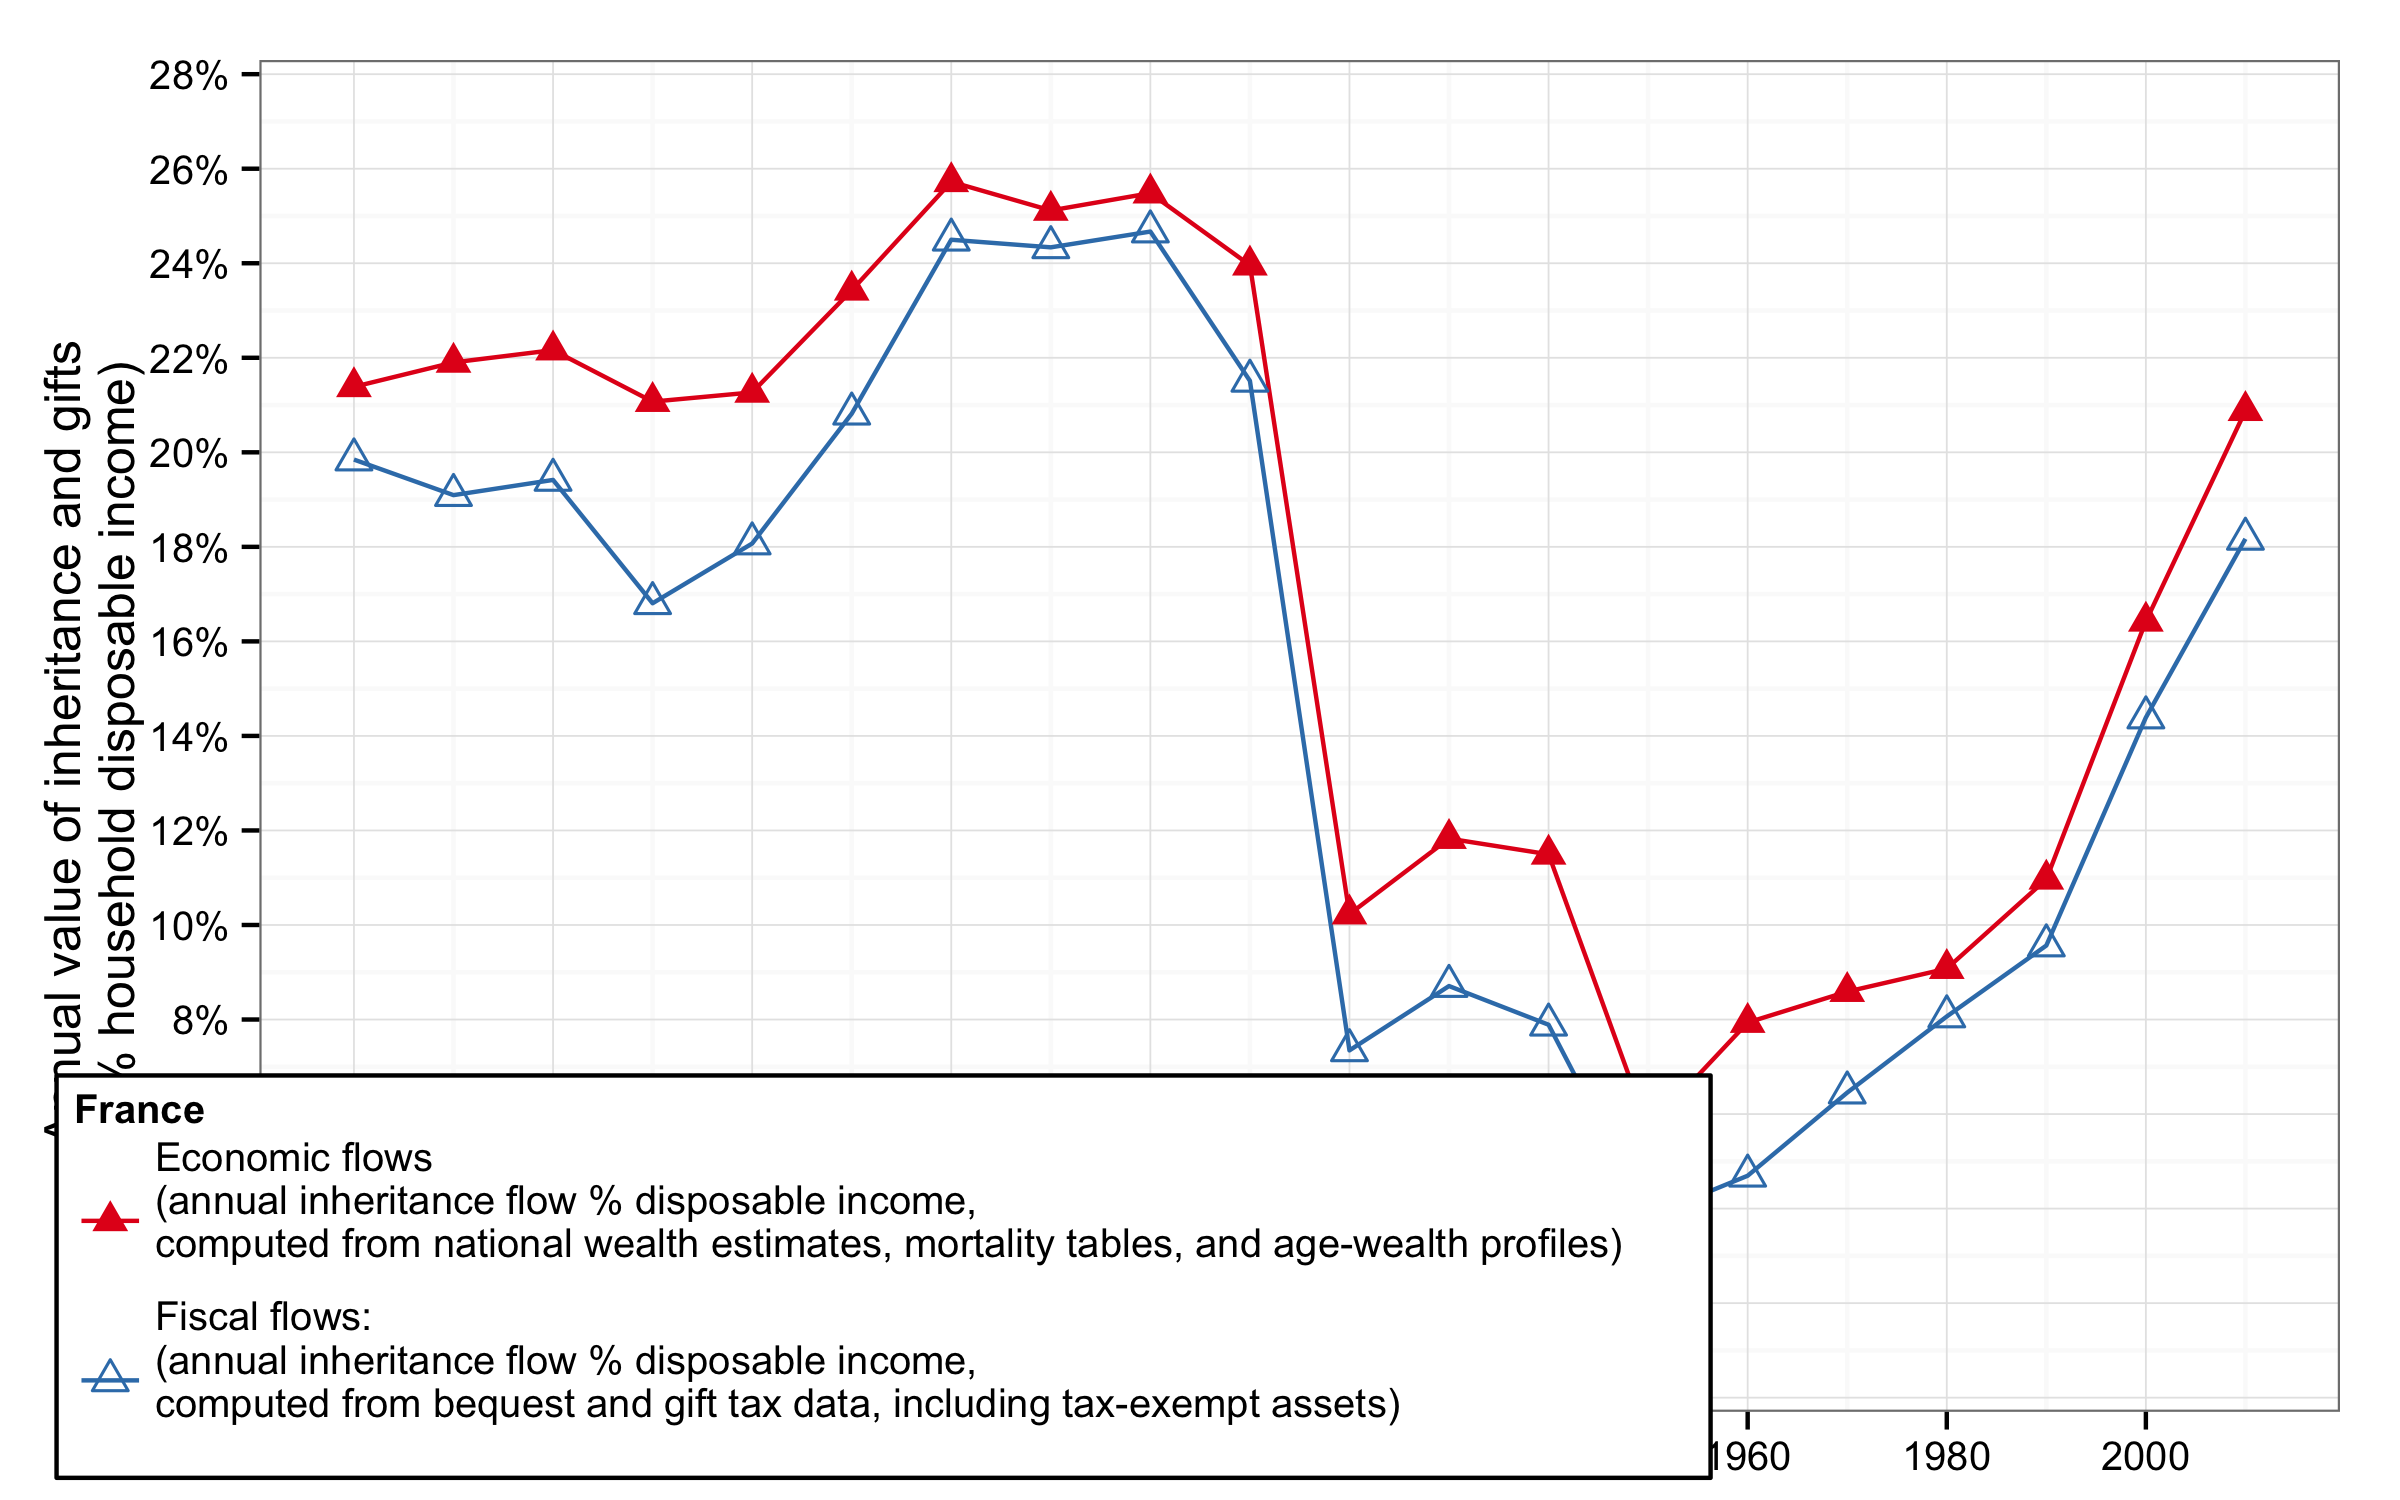 28%
26%
24%
22%
20%
18%
16%
14%
12%
10%
8%
value of inheritance and gifts
% household disposable income)
France
Economic flows
(annual inheritance flow % disposable income,
computed from national wealth estimates, mortality tables, and age-wealth profiles)
Fiscal flows:
(annual inheritance flow % disposable income,
computed from bequest and gift tax data, including tax-exempt assets)
1960
1980
2000